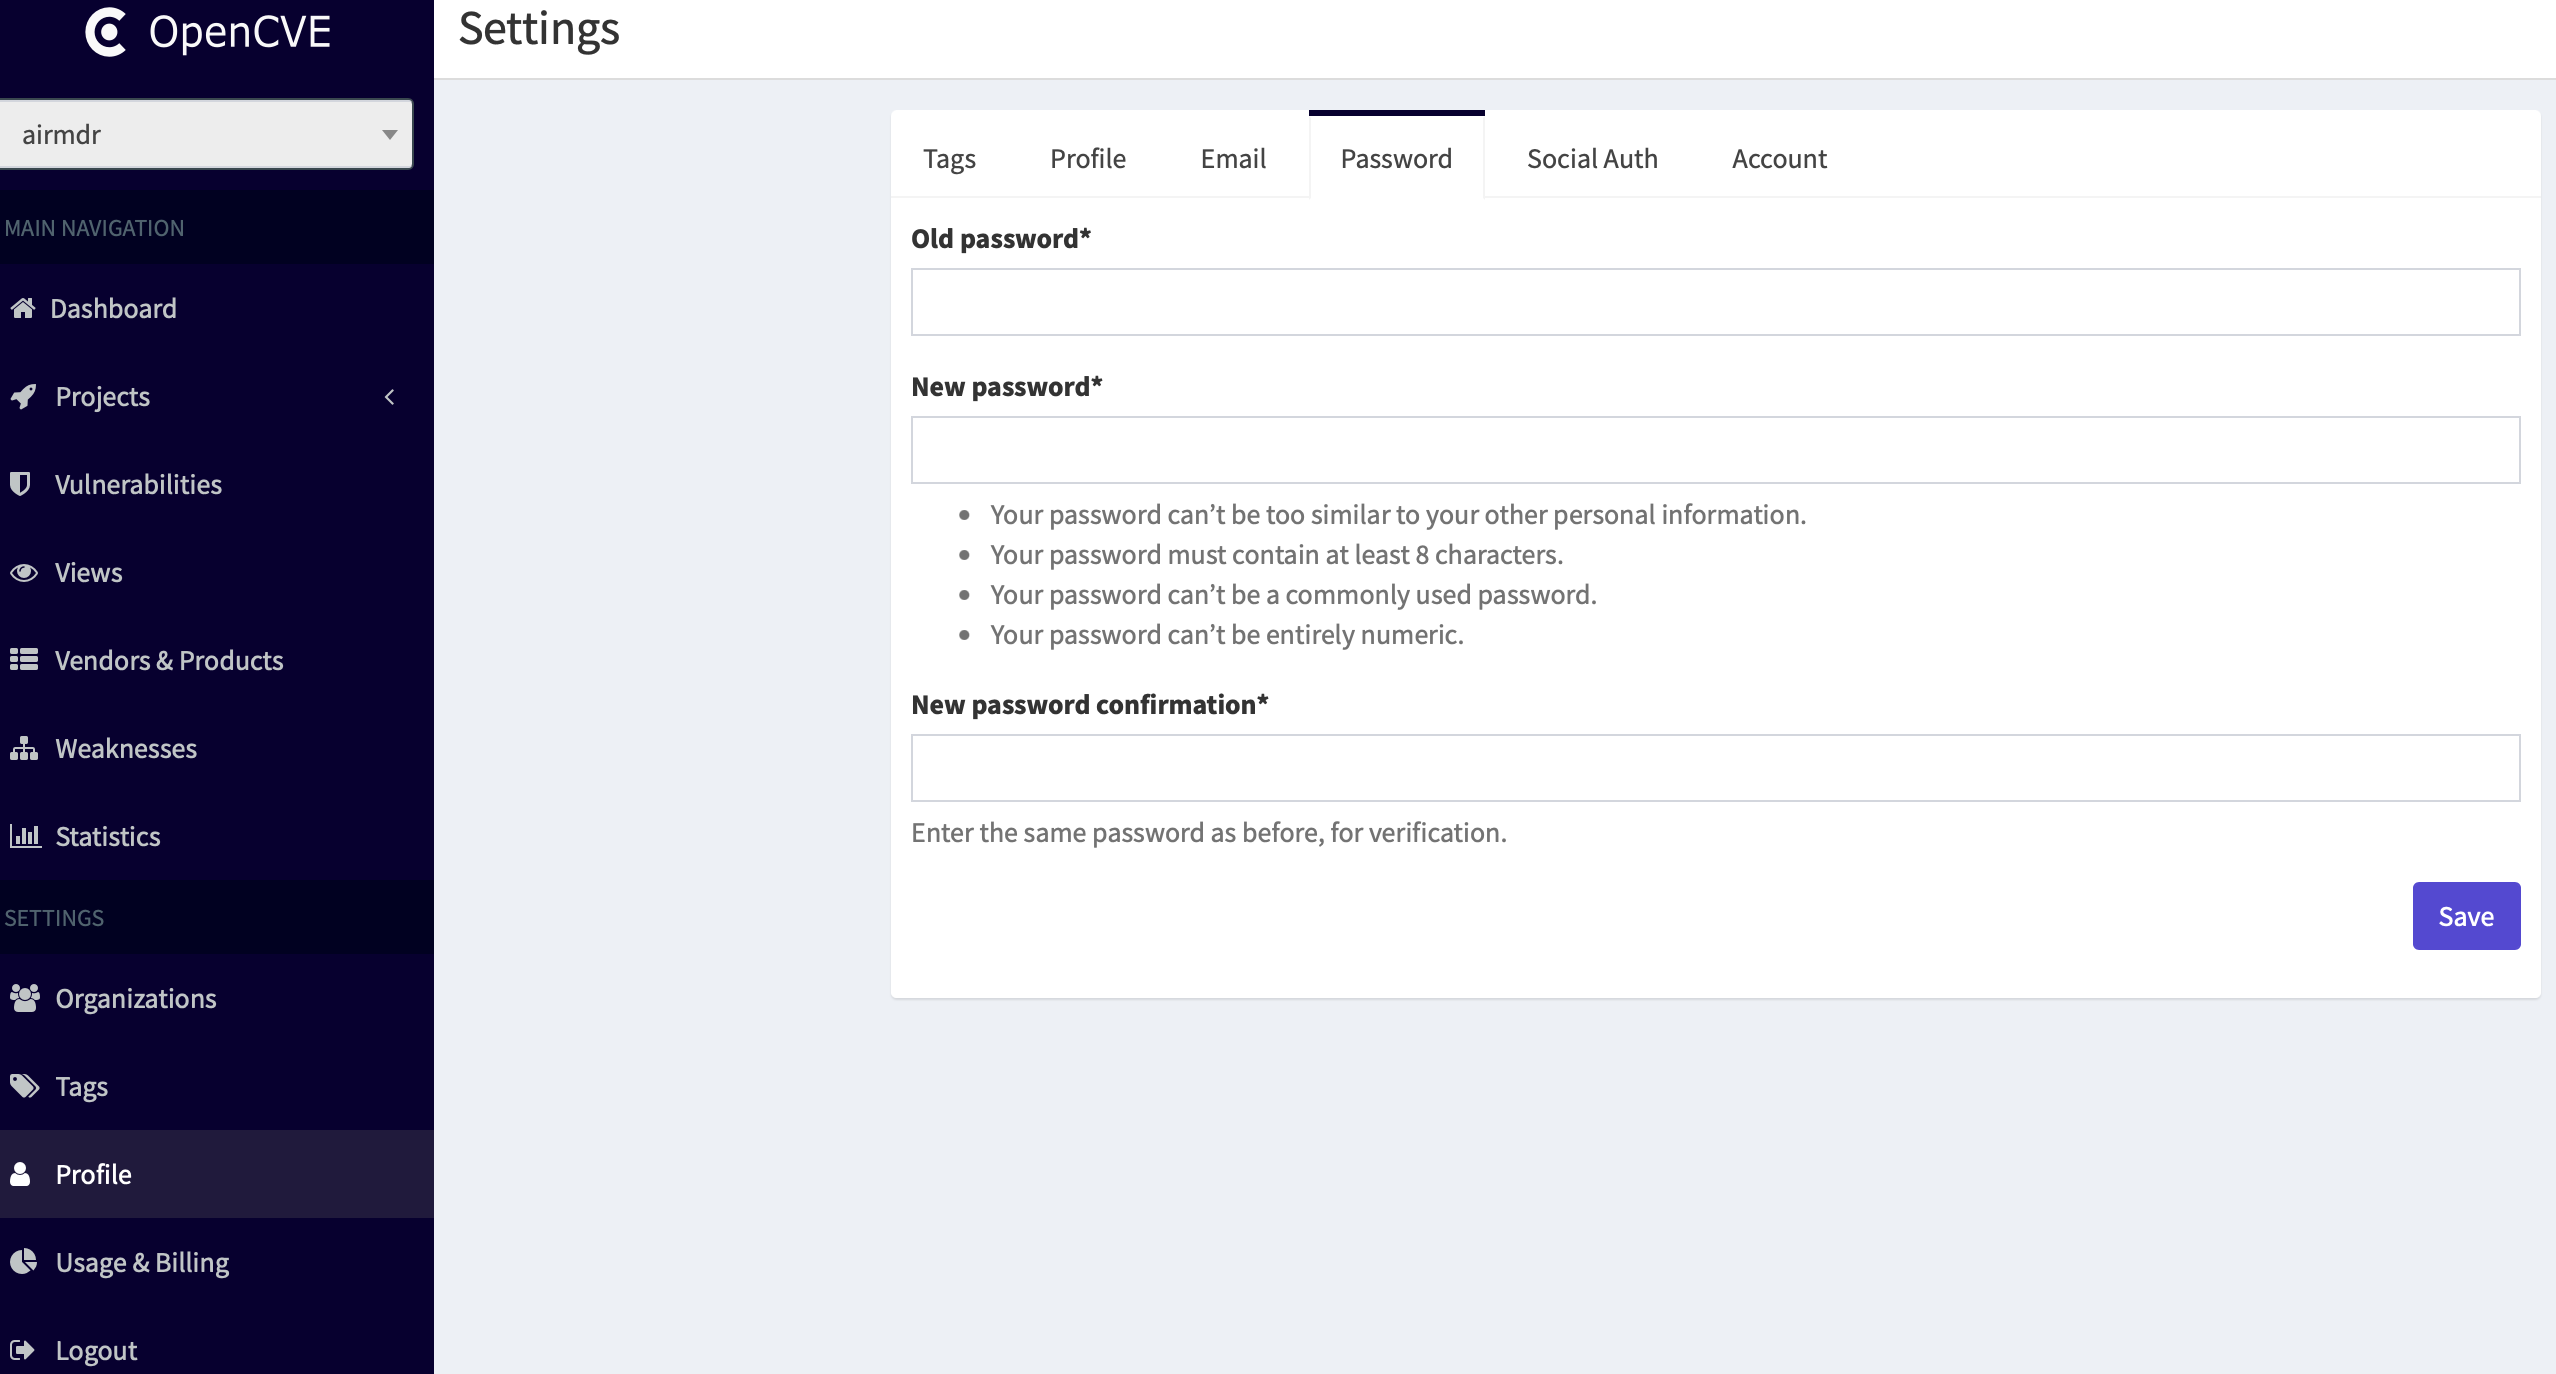 OpenCVE
airmdr
MAIN NAVIGATION
Dashboard
Projects
Vulnerabilities
Views
Vendors & Products
Weaknesses
Statistics
SETTINGS
Organizations
Tags
Profile
Usage & Billing
Logout
Settings
Tags Profile Email Password Social Auth Account
Old password*
New password*
• Your password can’t be too similar to your other personal information.
• Your password must contain at least 8 characters.
• Your password can’t be a commonly used password.
• Your password can’t be entirely numeric.
New password confirmation*
Enter the same password as before, for verification.
Save